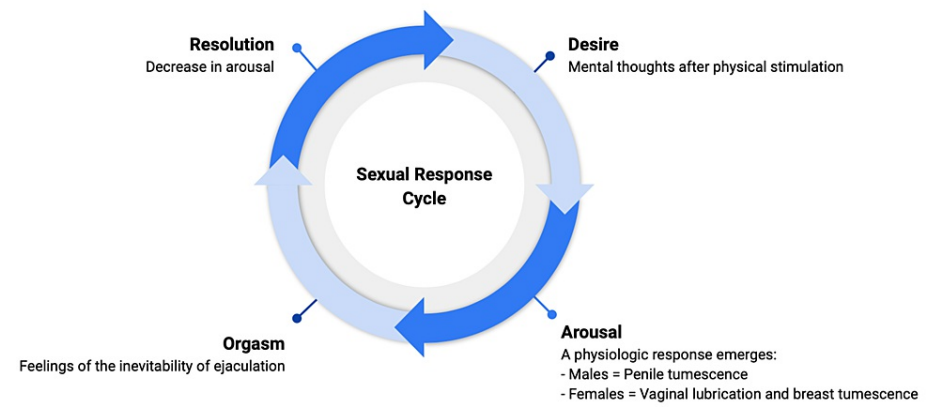 Resolution
Decrease in arousal
Desire
Mental thoughts after physical stimulation
Sexual Response
Cycle
Orgasm
Feelings of the inevitability of ejaculation
Arousal
A physiologic response emerges:
- Males = Penile tumescence
- Females = Vaginal lubrication and breast tumescence